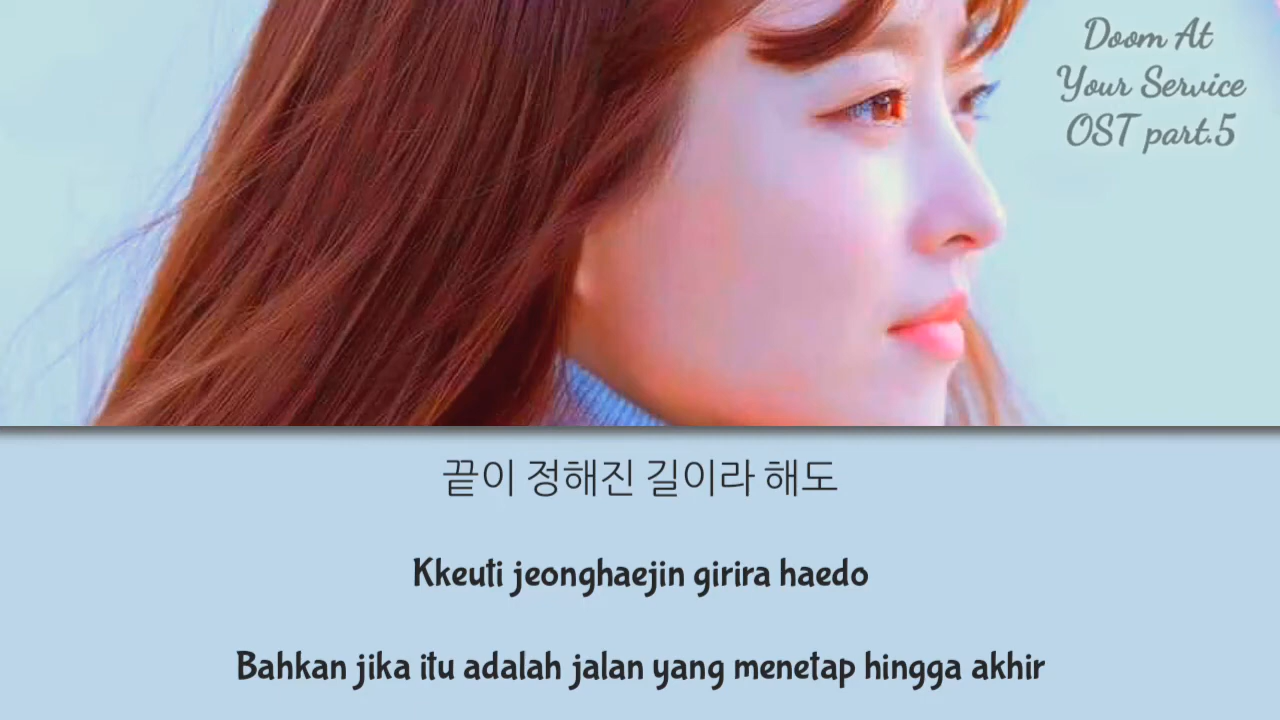 Doom At
Your Service
OST part.5
끝이 정해진 길이라 해도
Kkeuti jeonghaejin girira haedo
Bahkan jika itu adalah jalan yang menetap hingga akhir